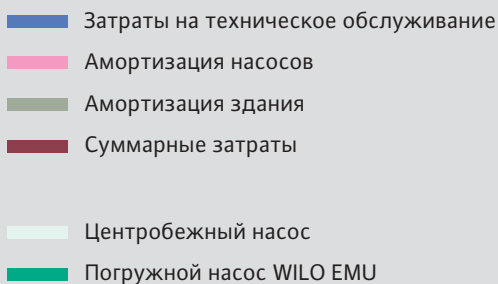 Затраты на техническое обслуживание
Амортизация насосов
Амортизация здания
Суммарные затраты
Центробежный насос
Погружной насос WILO EMU